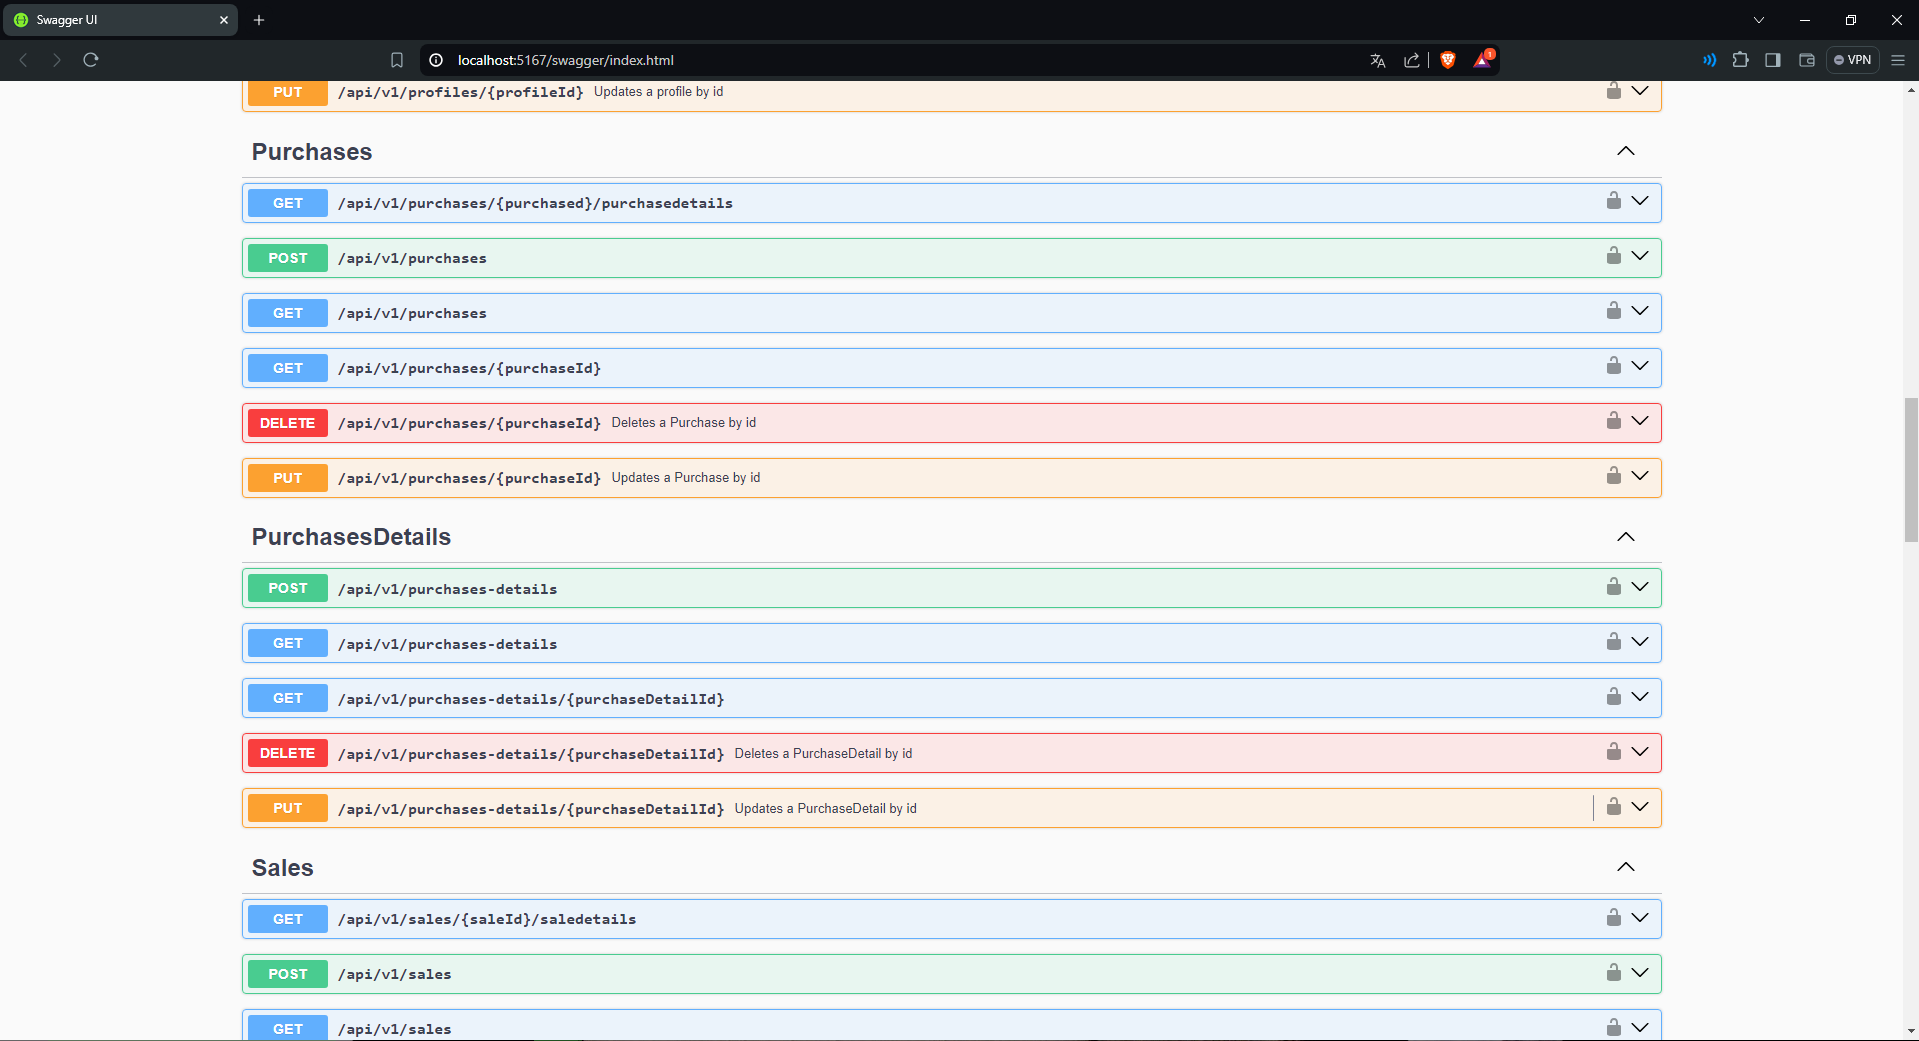 Swagger UI
localhost:5167/swagger/index.html
1
VPN
PUT /api/v1/profiles/{profileId} Updates a profile by id
Purchases
GET /api/v1/purchases/{purchased}/purchasedetails
POST /api/v1/purchases
GET /api/v1/purchases
GET /api/v1/purchases/{purchaseId}
DELETE /api/v1/purchases/{purchaseId} Deletes a Purchase by id
PUT /api/v1/purchases/{purchaseId} Updates a Purchase by id
PurchasesDetails
POST /api/v1/purchases-details
GET /api/v1/purchases-details
GET /api/v1/purchases-details/{purchaseDetailId}
DELETE /api/v1/purchases-details/{purchaseDetailId} Deletes a PurchaseDetail by id
PUT /api/v1/purchases-details/{purchaseDetailId} Updates a PurchaseDetail by id
Sales
GET /api/v1/sales/{saleId}/saledetails
POST /api/v1/sales
GET /api/v1/sales